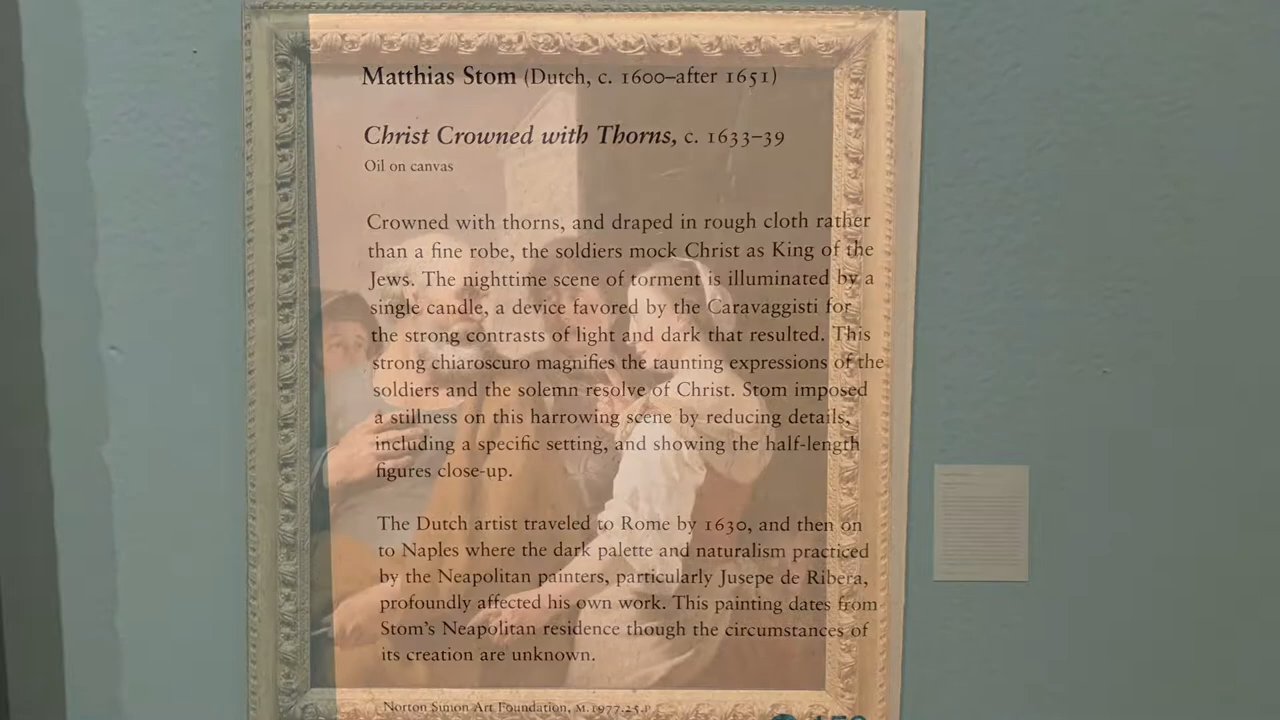 Matthias Stom (Dutch, c. 1600–after 1651)
Christ Crowned with Thorns, c. 1633–39
Oil on canvas
Crowned with thorns, and draped in rough cloth rather
than a fine robe, the soldiers mock Christ as King of the
Jews. The nighttime scene of torment is illuminated by a
single candle, a device favored by the Caravaggisti for
the strong contrasts of light and dark that resulted. This
strong chiaroscuro magnifies the taunting expressions of the
soldiers and the solemn resolve of Christ. Stom imposed
a stillness on this harrowing scene by reducing details,
including a specific setting, and showing the half-length
figures close-up.
The Dutch artist traveled to Rome by 1630, and then on
to Naples where the dark palette and naturalism practiced
by the Neapolitan painters, particularly Jusepe de Ribera,
profoundly affected his own work. This painting dates from
Stom's Neapolitan residence though the circumstances of
its creation are unknown.
Norton Simon Art Foundation, M.1977.25.P